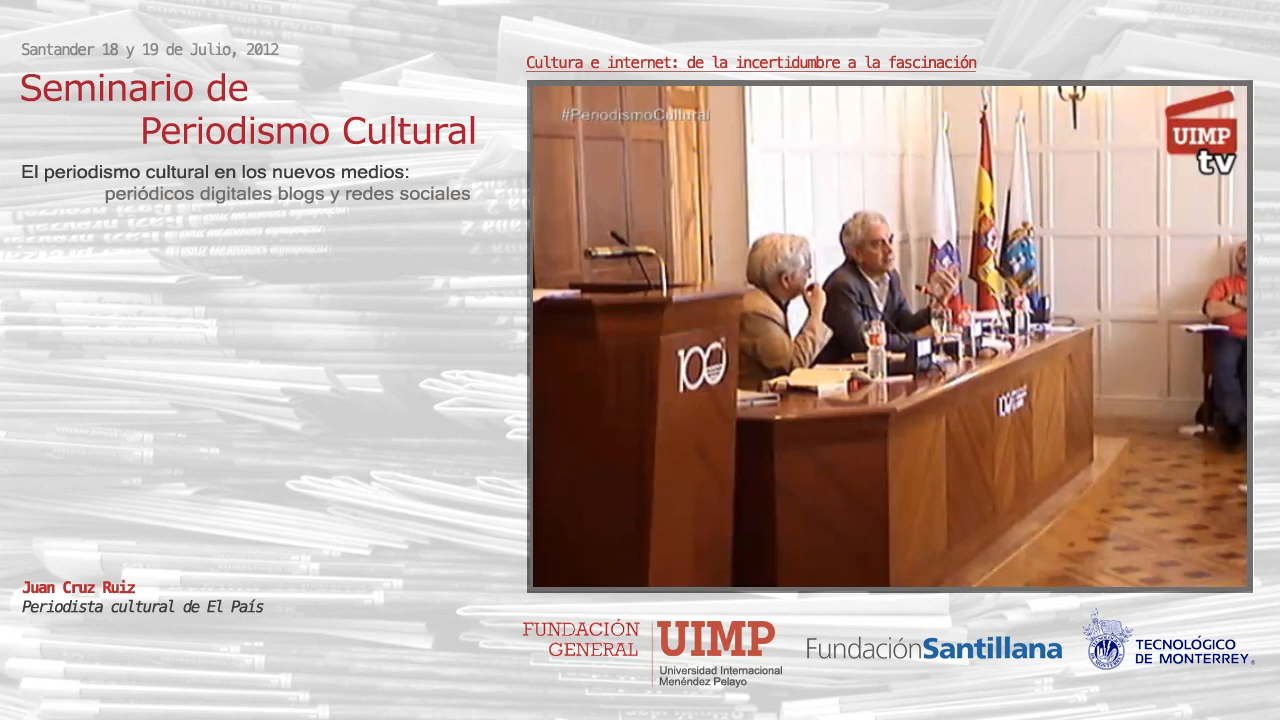 Santander 18 y 19 de Julio, 2012
Seminario de
Periodismo Cultural
El periodismo cultural en los nuevos medios:
periódicos digitales blogs y redes sociales
Cultura e internet: de la incertidumbre a la fascinación
#PeriodismoCultural
UIMP
tv
100
100
Juan Cruz Ruiz
Periodista cultural de El País
FUNDACIÓN
GENERAL
UIMP
Universidad Internacional
Menéndez Pelayo
FundaciónSantillana
TECNOLÓGICO
DE MONTERREY®